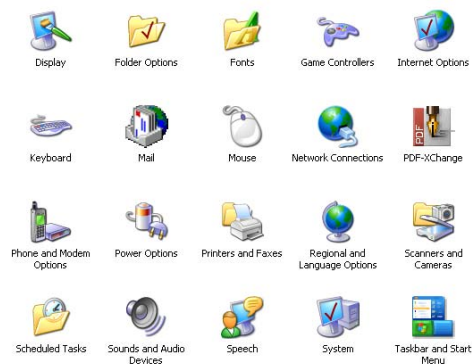 Display
Folder Options
Fonts
Game Controllers
Internet Options
Keyboard
Mail
Mouse
Network Connections
PDF
PDF-XChange
Phone and Modem
Options
Power Options
Printers and Faxes
Regional and
Language Options
Scanners and
Cameras
Scheduled Tasks
Sounds and Audio
Devices
Speech
System
Taskbar and Start
Menu